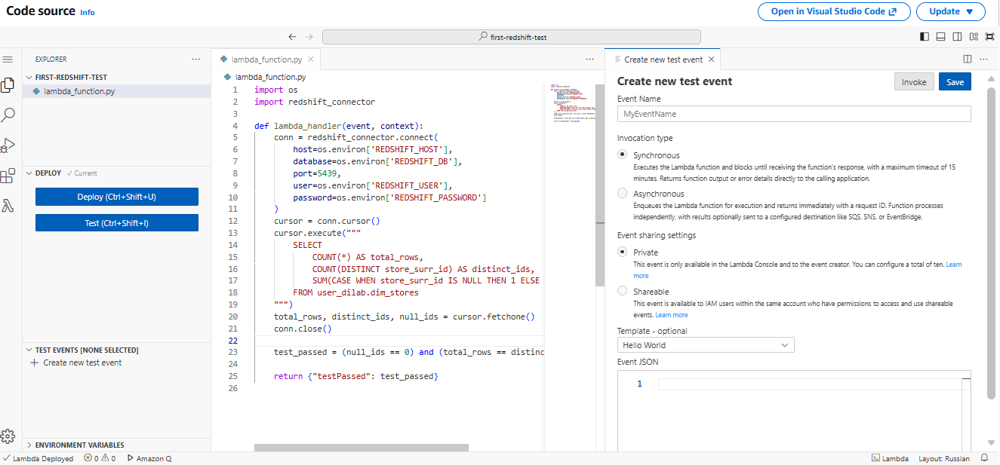 Code source Info
Open in Visual Studio Code
Update
first-redshift-test
EXPLORER
FIRST-REDSHIFT-TEST
lambda_function.py
DEPLOY Current
Deploy (Ctrl+Shift+U)
Test (Ctrl+Shift+I)
TEST EVENTS [NONE SELECTED]
Create new test event
ENVIRONMENT VARIABLES
lambda_function.py
lambda_function.py
1 import os
2 import redshift_connector
3
4 def lambda_handler(event, context):
5 conn = redshift_connector.connect(
6 host=os.environ['REDSHIFT_HOST'],
7 database=os.environ['REDSHIFT_DB'],
8 port=5439,
9 user=os.environ['REDSHIFT_USER'],
10 password=os.environ['REDSHIFT_PASSWORD']
11 )
12 cursor = conn.cursor()
13 cursor.execute("""
14 SELECT
15 COUNT(*) AS total_rows,
16 COUNT(DISTINCT store_surr_id) AS distinct_ids,
17 SUM(CASE WHEN store_surr_id IS NULL THEN 1 ELSE
18 FROM user_dilab.dim_stores
19 """)
20 total_rows, distinct_ids, null_ids = cursor.fetchone()
21 conn.close()
22
23 test_passed = (null_ids == 0) and (total_rows == distinc
24
25 return {"testPassed": test_passed}
26
Create new test event
Create new test event
Invoke
Save
Event Name
MyEventName
Invocation type
Synchronous
Executes the Lambda function and blocks until receiving the function's response, with a maximum timeout of 15
minutes. Returns function output or error details directly to the calling application.
Asynchronous
Enqueues the Lambda function for execution and returns immediately with a request ID. Function processes
independently, with results optionally sent to a configured destination like SQS, SNS, or EventBridge.
Event sharing settings
Private
This event is only available in the Lambda Console and to the event creator. You can configure a total of ten. Learn
more
Shareable
This event is available to IAM users within the same account who have permissions to access and use shareable
events. Learn more
Template - optional
Hello World
Event JSON
1
Lambda Deployed
0 0
Amazon Q
Lambda
Layout: Russian